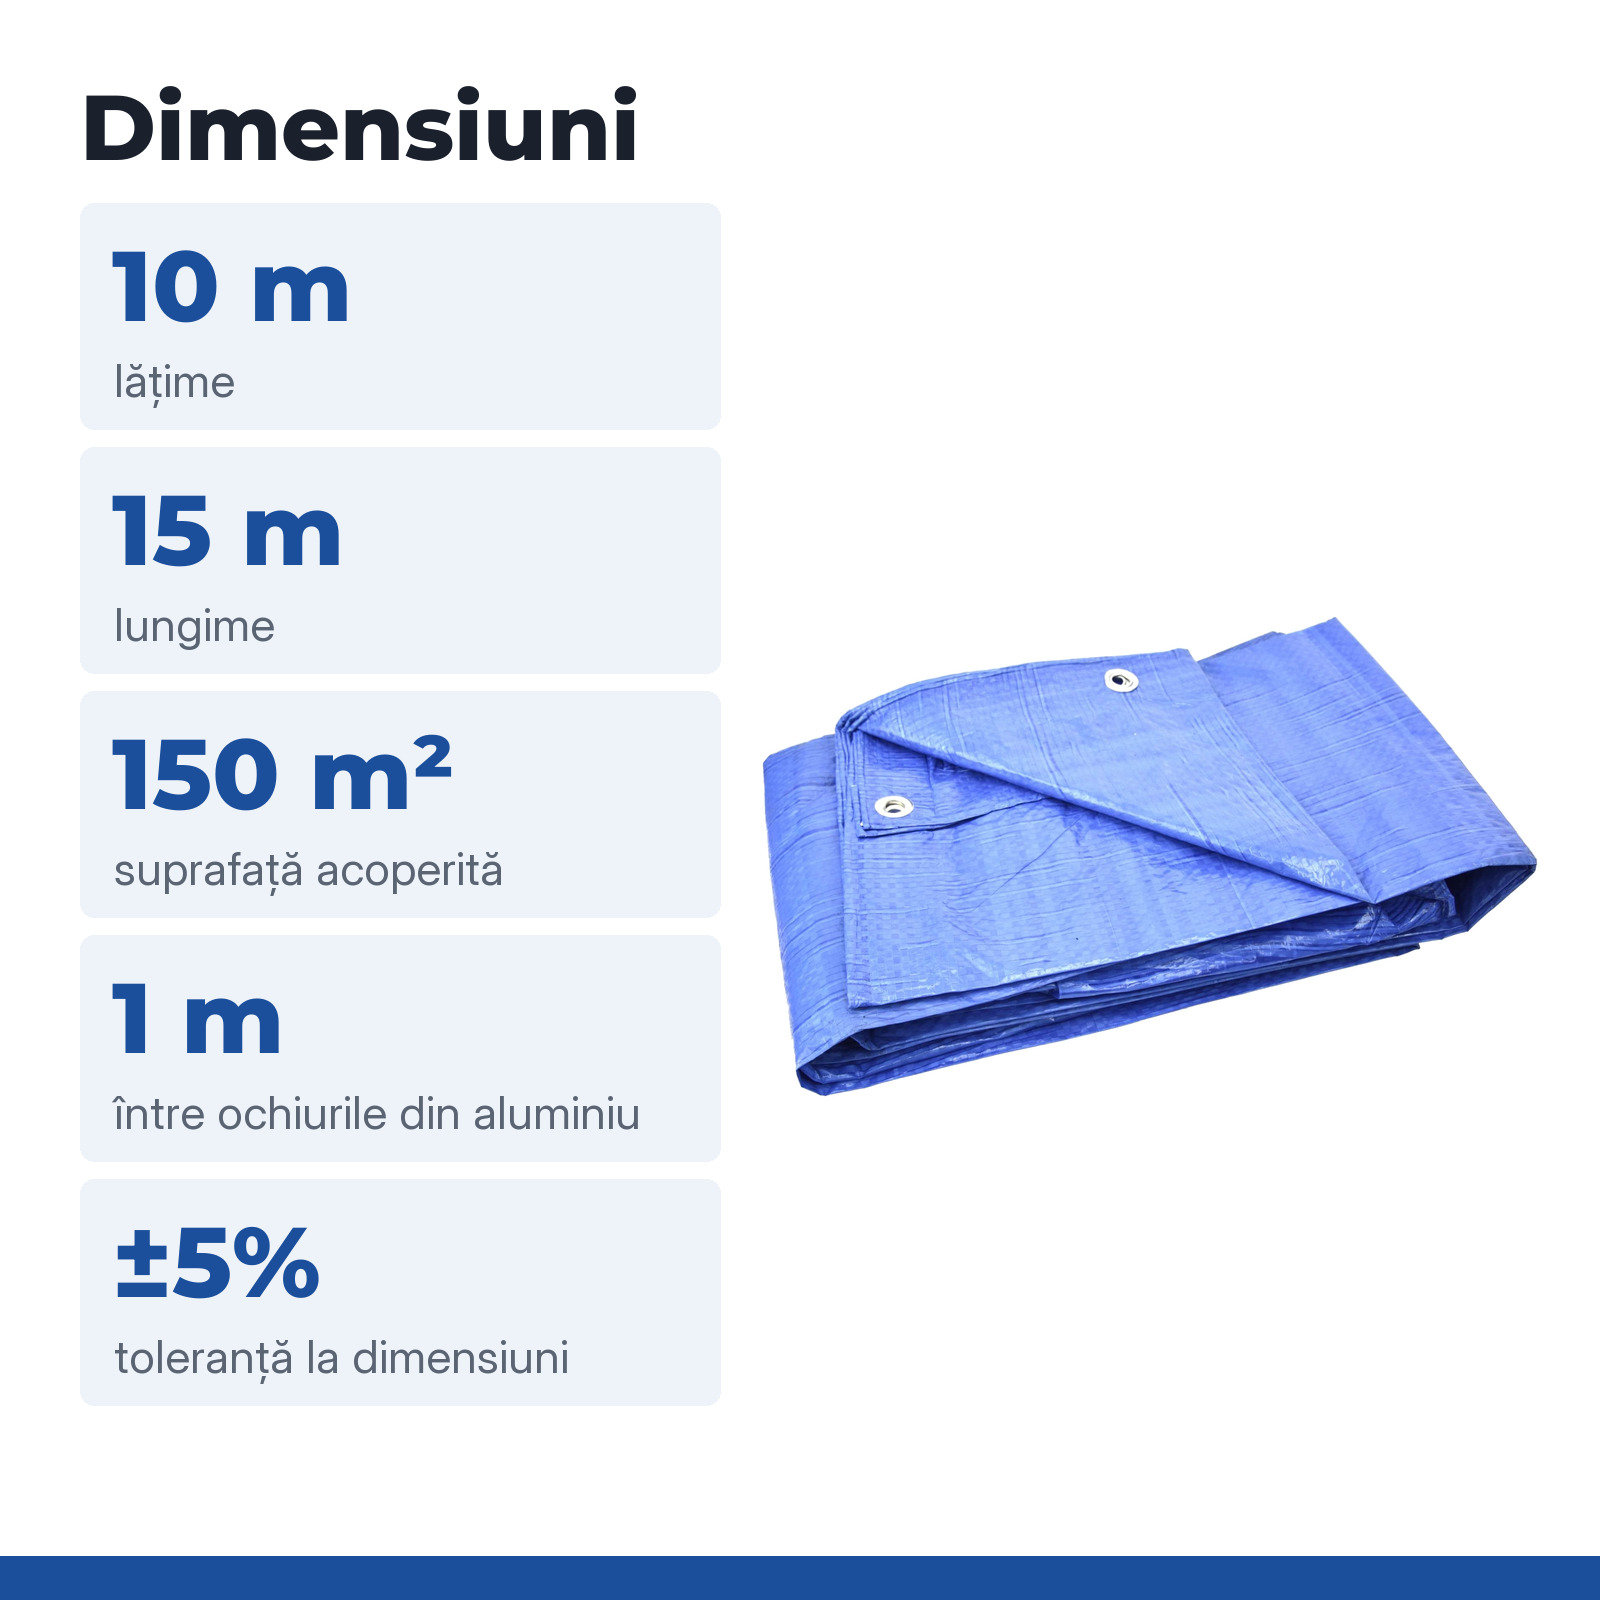 Dimensiuni
10 m
lățime
15 m
lungime
150 m²
suprafață acoperită
1 m
între ochiurile din aluminiu
±5%
toleranță la dimensiuni